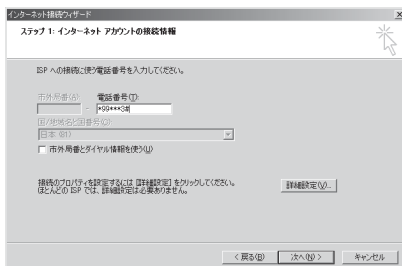 インターネット接続ウィザード
ステップ 1: インターネット アカウントの接続情報
ISP への接続に使う電話番号を入力してください。
市外局番(A): 電話番号(T):
- *99***3#
国/地域名と国番号(O):
日本 (81)
市外局番とダイヤル情報を使う(U)
接続のプロパティを設定するには [詳細設定] をクリックしてください。
ほとんどの ISP では、詳細設定は必要ありません。
詳細設定(V)...
< 戻る(B) 次へ(N) > キャンセル